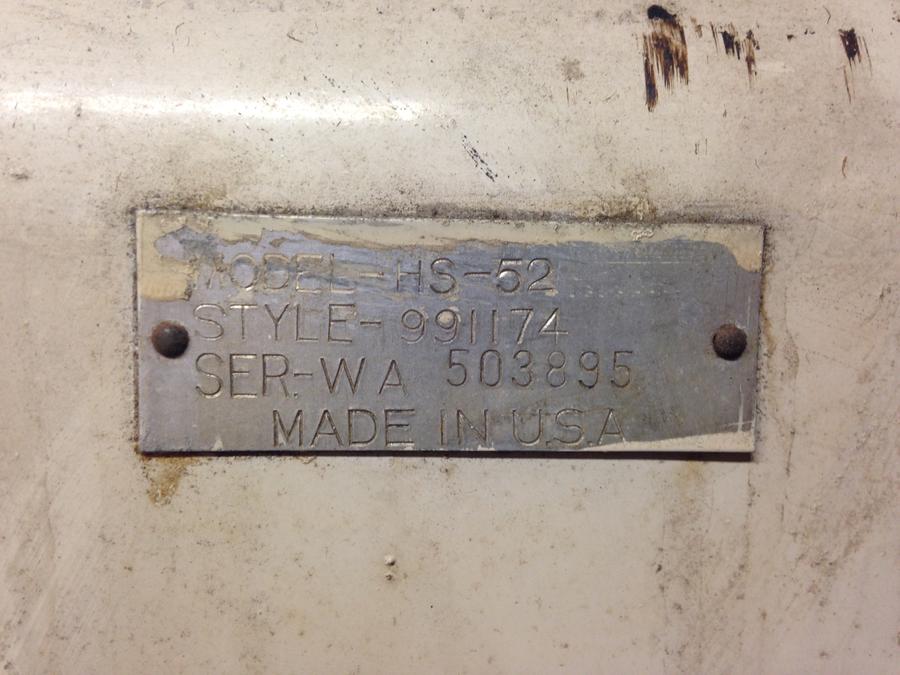 MODEL-HS-52
STYLE-991174
SER.-WA 503895
MADE IN U.S.A